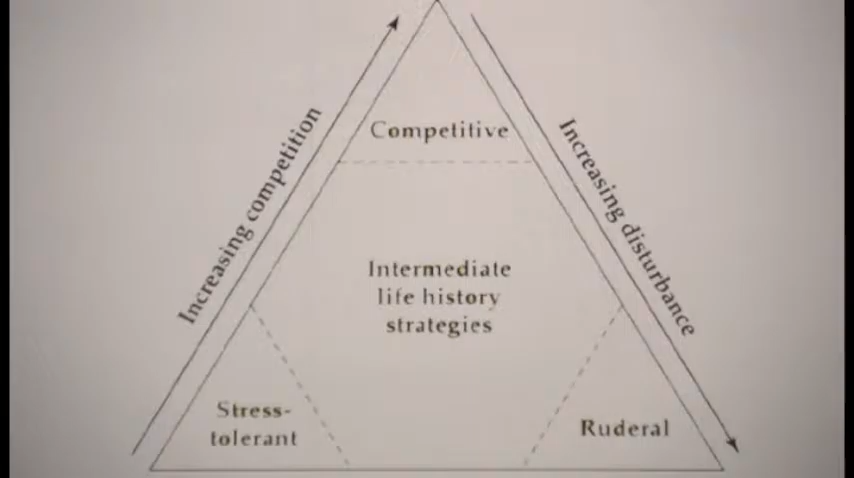 Competitive
Increasing competition
Increasing disturbance
Intermediate
life history
strategies
Stress-
tolerant
Ruderal